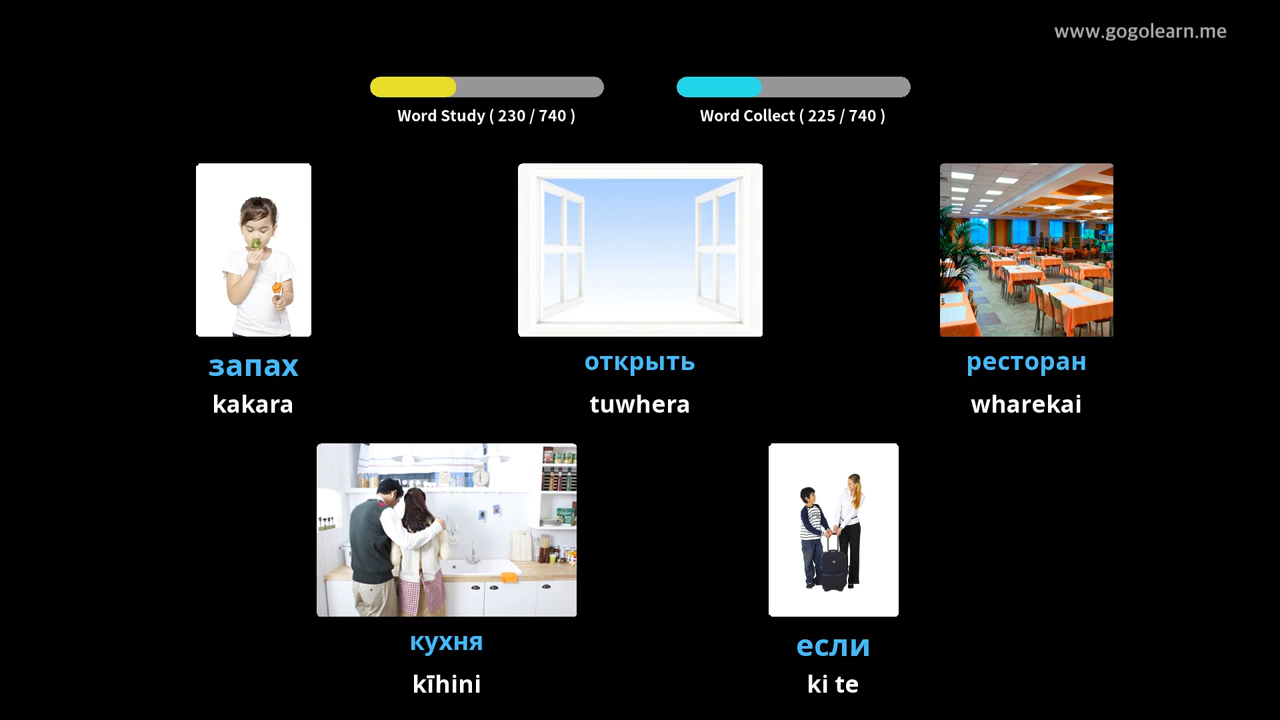 www.gogolearn.me
Word Study ( 230 / 740 )
Word Collect ( 225 / 740 )
запах
kakara
открыть
tuwhera
ресторан
wharekai
кухня
kīhini
если
ki te